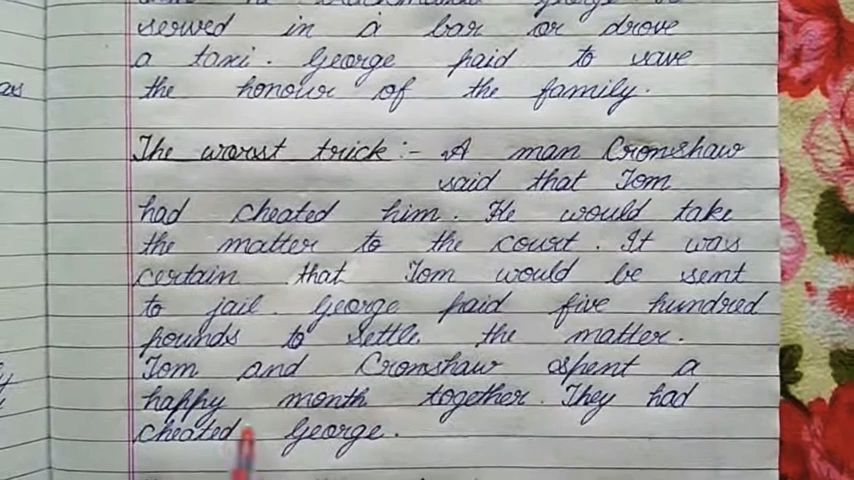 served in a bar or drove
a taxi. George paid to save
the honour of the family.
The worst trick :- A man Cronshaw
said that Tom
had cheated him. He would take
the matter to the court. It was
certain that Tom would be sent
to jail. George paid five hundred
pounds to settle the matter.
Tom and Cronshaw spent a
happy month together. They had
cheated George.